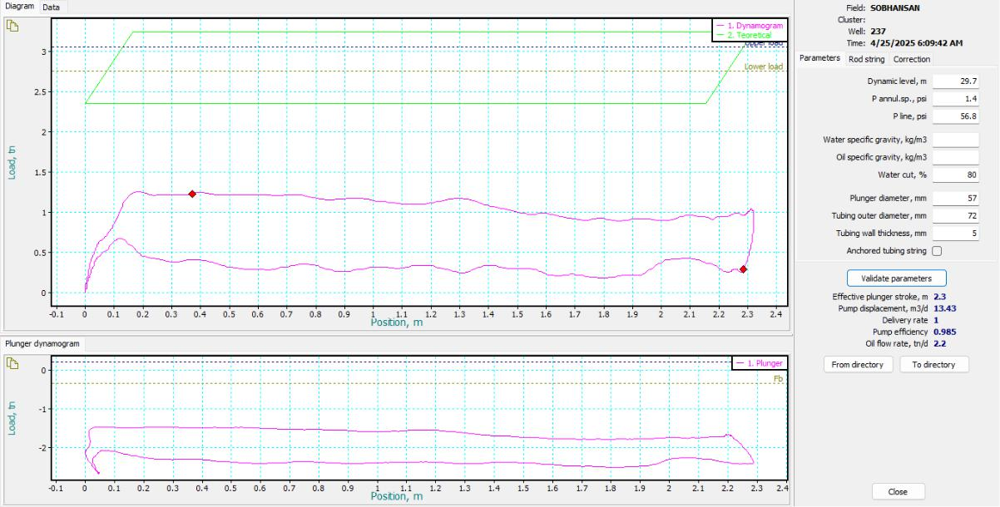 Diagram Data
1. Dynamogram
2. Teoretical
Upper load
Lower load
Load, tn
3
2.5
2
1.5
1
0.5
0
-0.1 0 0.1 0.2 0.3 0.4 0.5 0.6 0.7 0.8 0.9 1 1.1 1.2 1.3 1.4 1.5 1.6 1.7 1.8 1.9 2 2.1 2.2 2.3 2.4
Position, m
Plunger dynamogram
1. Plunger
Fb
Load, tn
0
-1
-2
-0.1 0 0.1 0.2 0.3 0.4 0.5 0.6 0.7 0.8 0.9 1 1.1 1.2 1.3 1.4 1.5 1.6 1.7 1.8 1.9 2 2.1 2.2 2.3 2.4
Position, m
Field: SOBHANSAN
Cluster:
Well: 237
Time: 4/25/2025 6:09:42 AM
Parameters Rod string Correction
Dynamic level, m 29.7
P annul.sp., psi 1.4
P line, psi 56.8
Water specific gravity, kg/m3
Oil specific gravity, kg/m3
Water cut, % 80
Plunger diameter, mm 57
Tubing outer diameter, mm 72
Tubing wall thickness, mm 5
Anchored tubing string
Validate parameters
Effective plunger stroke, m 2.3
Pump displacement, m3/d 13.43
Delivery rate 1
Pump efficiency 0.985
Oil flow rate, tn/d 2.2
From directory To directory
Close